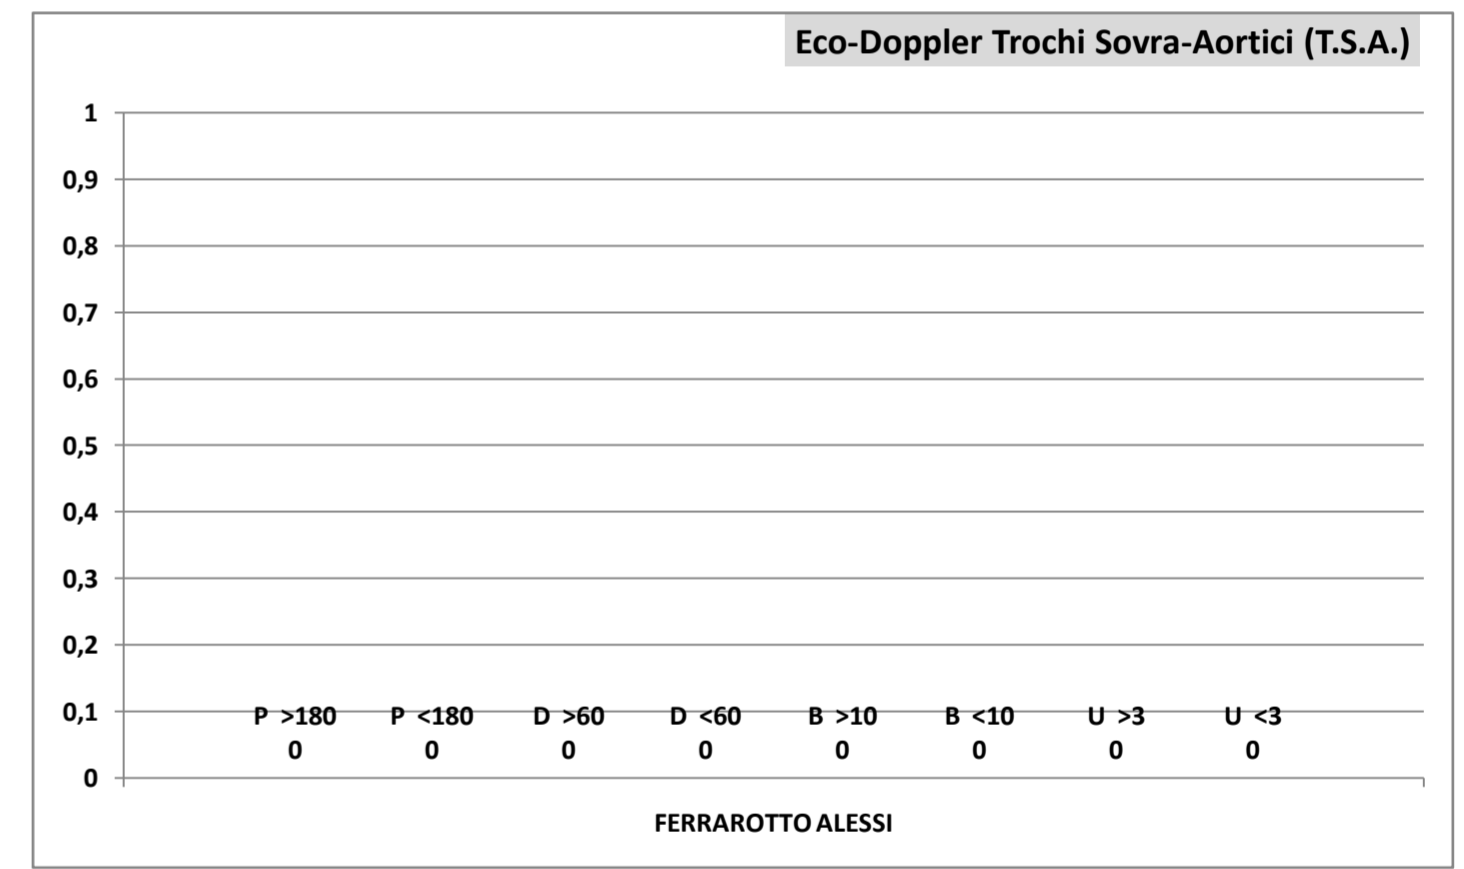 Eco-Doppler Trochi Sovra-Aortici (T.S.A.)
1
0,9
0,8
0,7
0,6
0,5
0,4
0,3
0,2
0,1
P >180 P <180 D >60 D <60 B >10 B <10 U >3 U <3
0 0 0 0 0 0 0 0
0
FERRAROTTO ALESSI